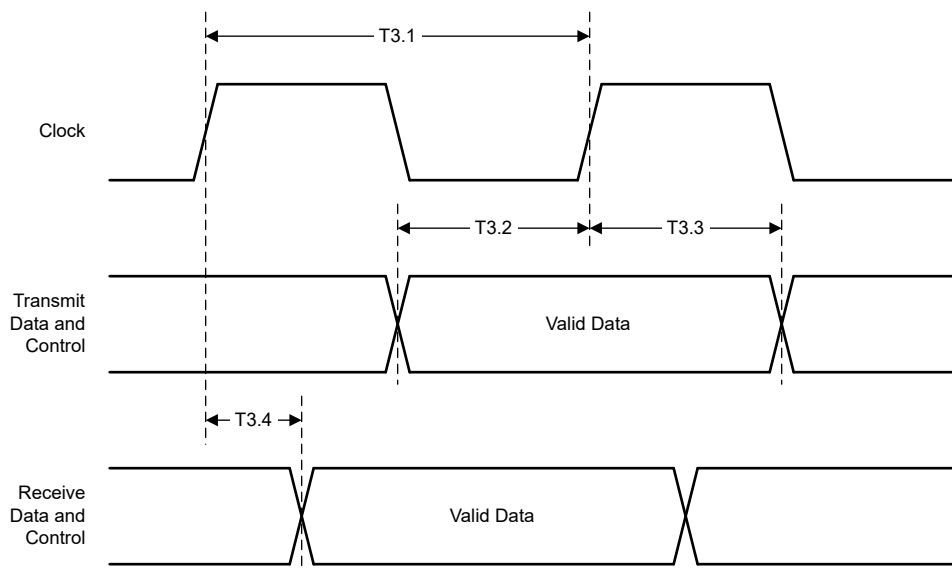 T3.1
Clock
T3.2
T3.3
Transmit
Data and
Control
Valid Data
T3.4
Receive
Data and
Control
Valid Data